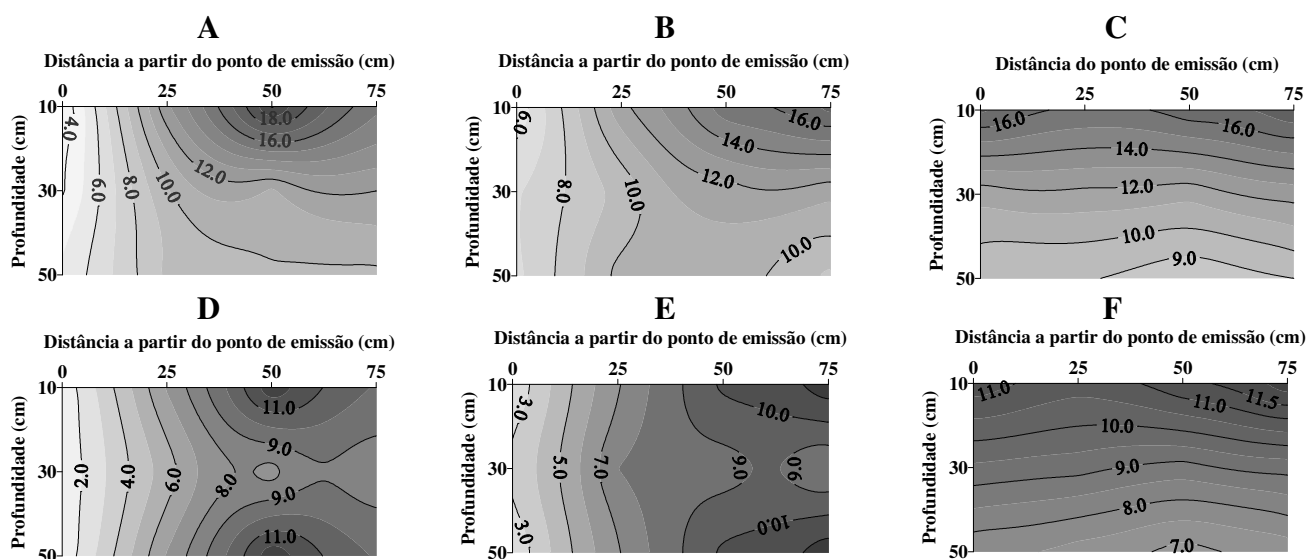 A
B
C
Distância a partir do ponto de emissão (cm)
Distância a partir do ponto de emissão (cm)
Distância do ponto de emissão (cm)
0 25 50 75
0 25 50 75
0 25 50 75
Profundidade (cm)
10
30
50
4.0 6.0 8.0 10.0 12.0 16.0 18.0
Profundidade (cm)
10
30
50
6.0 8.0 10.0 12.0 14.0 16.0 10.0
Profundidade (cm)
10
30
50
16.0 16.0
14.0
12.0
10.0
9.0
D
E
F
Distância a partir do ponto de emissão (cm)
Distância a partir do ponto de emissão (cm)
Distância a partir do ponto de emissão (cm)
0 25 50 75
0 25 50 75
0 25 50 75
Profundidade (cm)
10
30
50
2.0 4.0 6.0 8.0 9.0 11.0 9.0 11.0
Profundidade (cm)
10
30
50
3.0 3.0 5.0 7.0 9.0 9.0 10.0 10.0
Profundidade (cm)
10
30
50
11.0 11.0 11.5
10.0
9.0
8.0
7.0